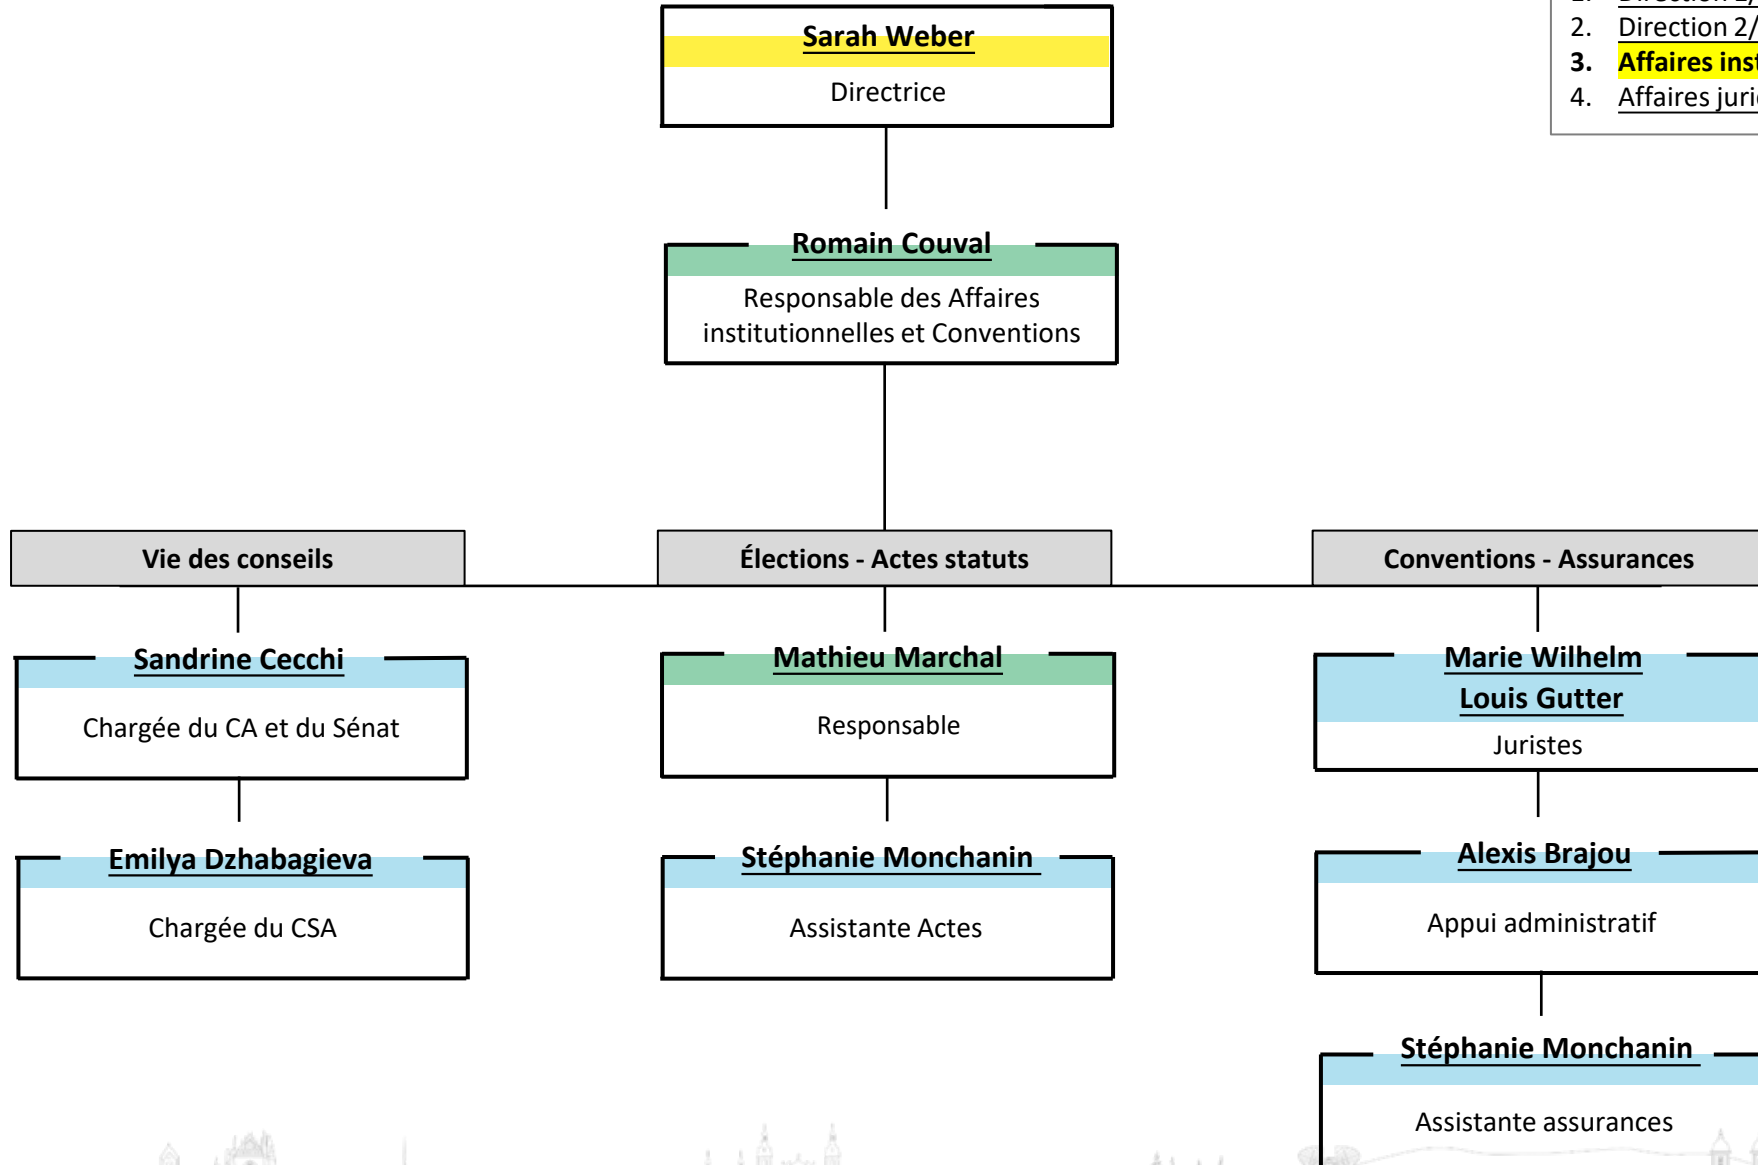 Sarah Weber
Directrice
2. Direction 2/
3. Affaires
4. Affaires
Romain Couval
Responsable des Affaires
institutionnelles et Conventions
Vie des conseils
Élections - Actes statuts
Conventions - Assurances
Sandrine Cecchi
Chargée du CA et du Sénat
Mathieu Marchal
Responsable
Marie Wilhelm
Louis Gutter
Juristes
Emilya Dzhabagieva
Chargée du CSA
Stéphanie Monchanin
Assistante Actes
Alexis Brajou
Appui administratif
Stéphanie Monchanin
Assistante assurances